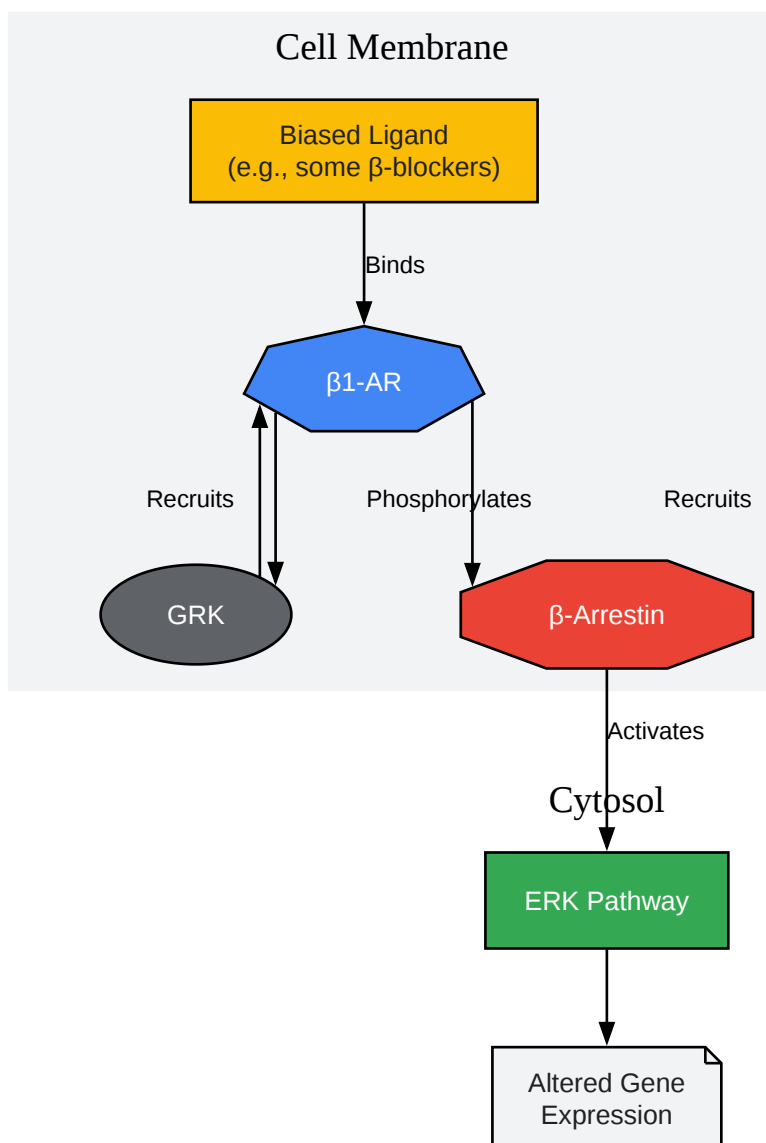 Cell Membrane
Biased Ligand
(e.g., some β-blockers)
Binds
β1-AR
Recruits
Phosphorylates
Recruits
GRK
β-Arrestin
Activates
Cytosol
ERK Pathway
Altered Gene
Expression